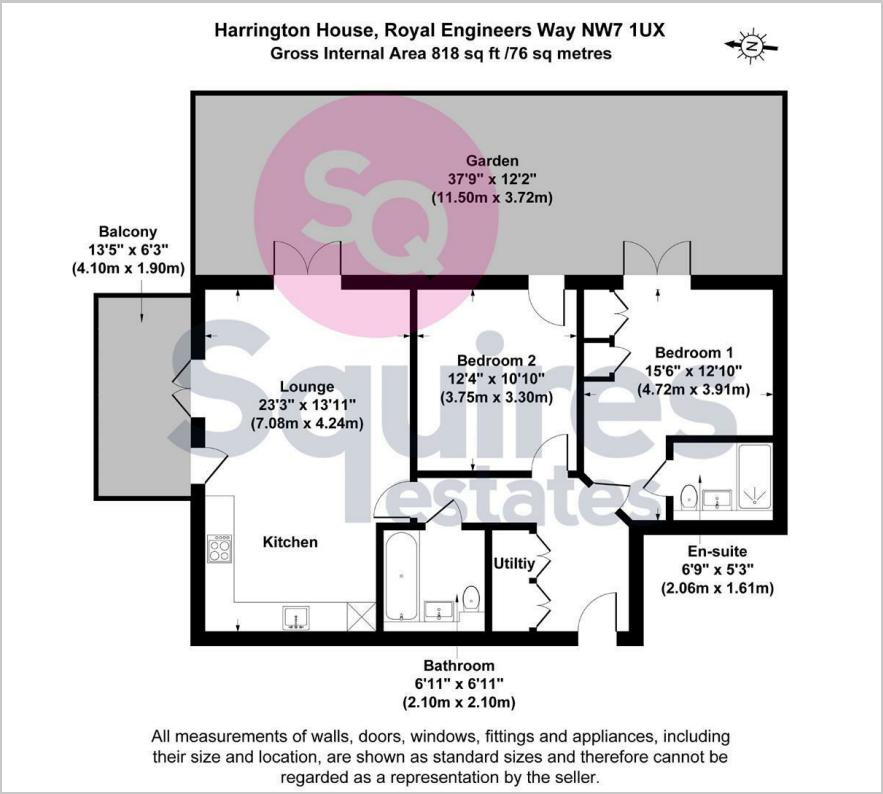 Harrington House, Royal Engineers Way NW7 1UX
Gross Internal Area 818 sq ft /76 sq metres
N
SQ
Garden
37'9" x 12'2"
(11.50m x 3.72m)
Balcony
13'5" x 6'3"
(4.10m x 1.90m)
Squires
estates
Lounge
23'3" x 13'11"
(7.08m x 4.24m)
Bedroom 2
12'4" x 10'10"
(3.75m x 3.30m)
Bedroom 1
15'6" x 12'10"
(4.72m x 3.91m)
Kitchen
Utiltiy
En-suite
6'9" x 5'3"
(2.06m x 1.61m)
Bathroom
6'11" x 6'11"
(2.10m x 2.10m)
All measurements of walls, doors, windows, fittings and appliances, including
their size and location, are shown as standard sizes and therefore cannot be
regarded as a representation by the seller.